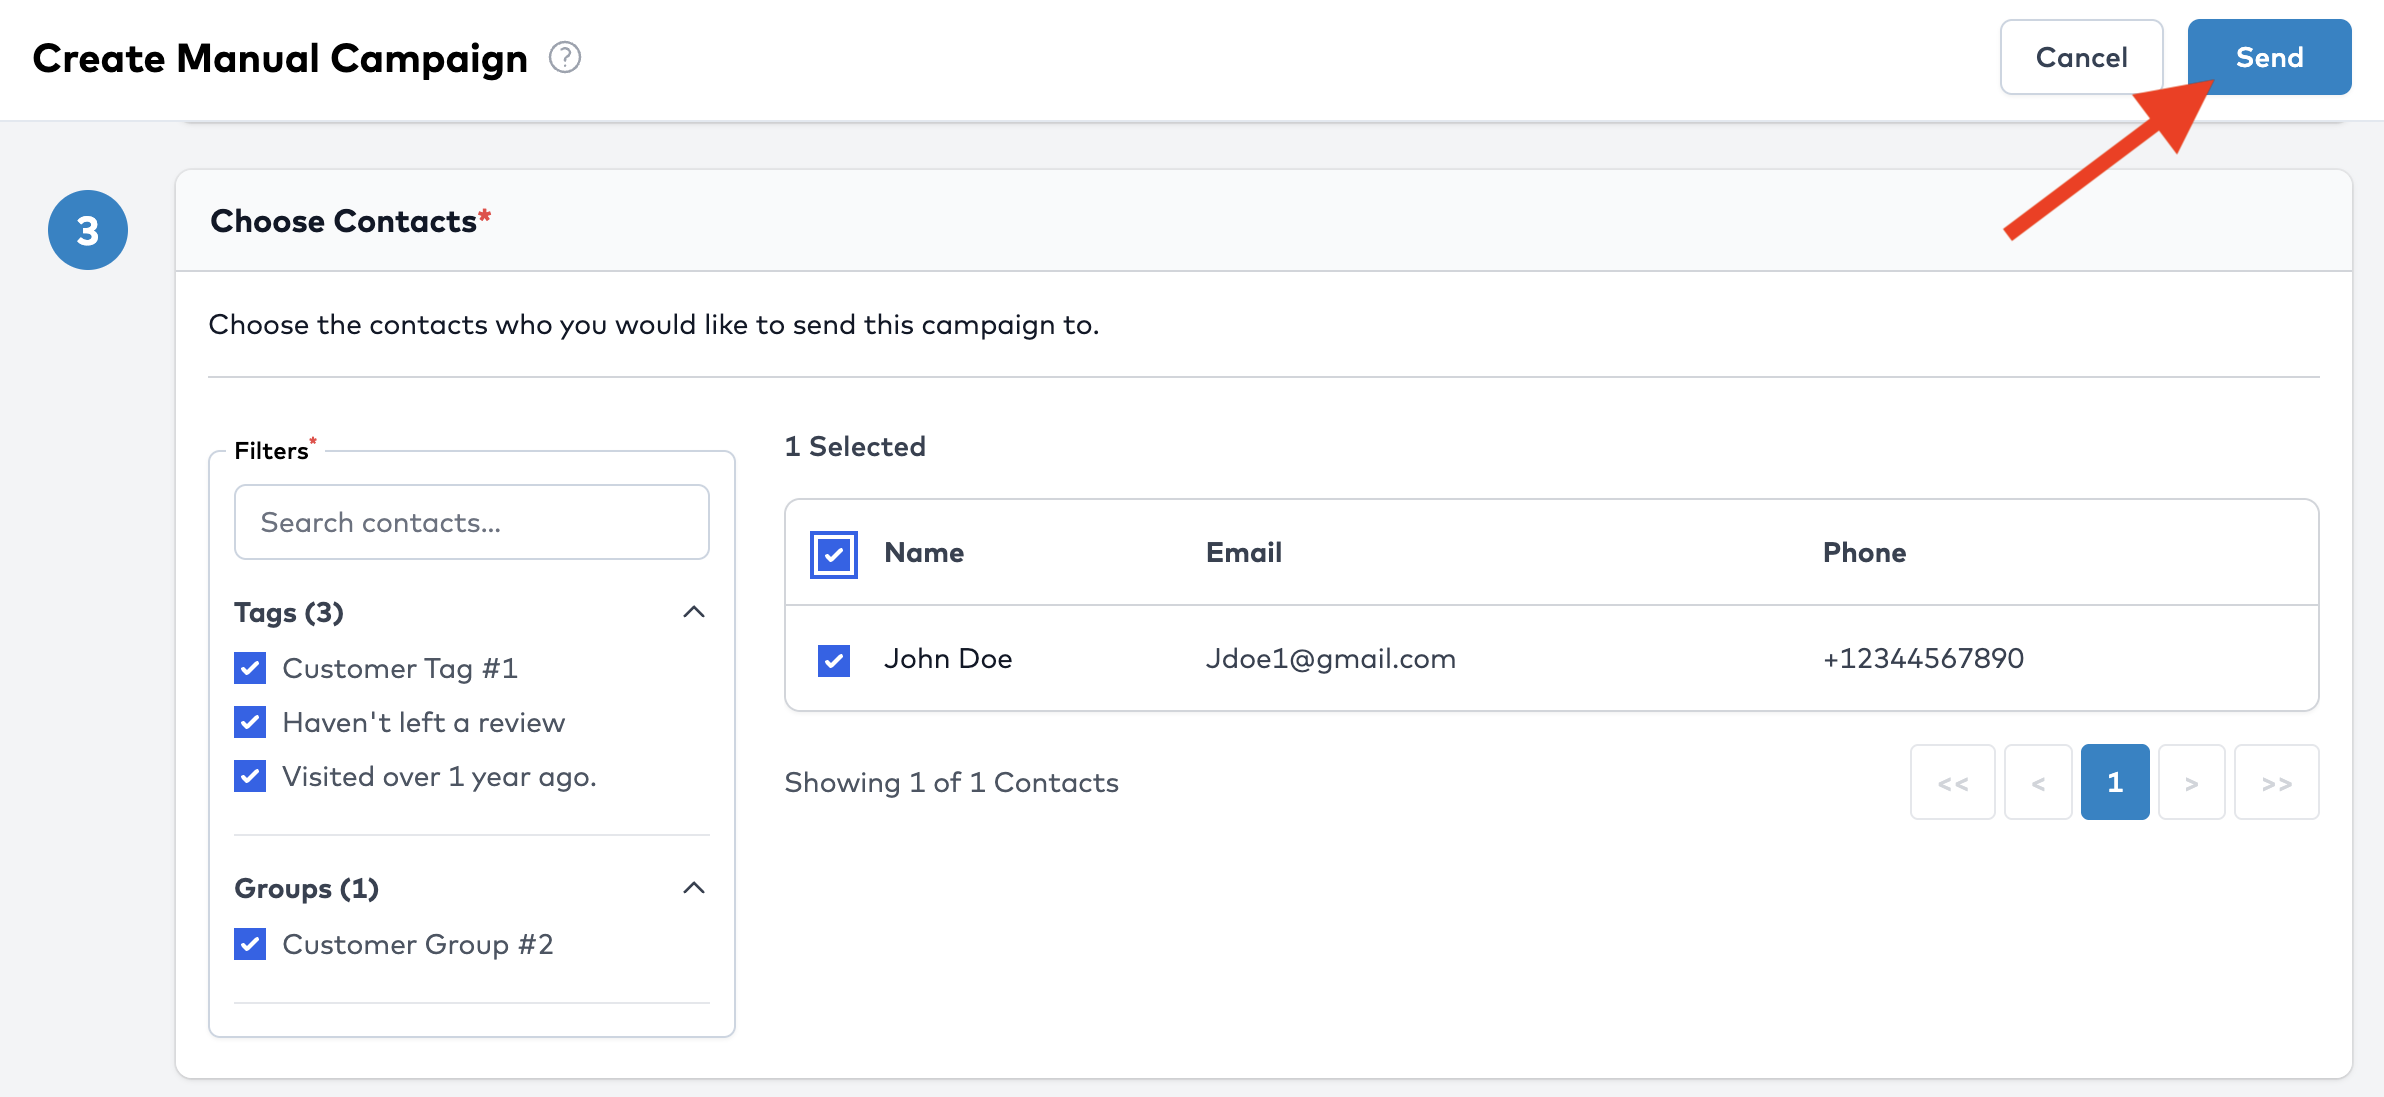 Create Manual Campaign ?
Cancel
Send
3
Choose Contacts*
Choose the contacts who you would like to send this campaign to.
Filters*
Search contacts...
Tags (3)
Customer Tag #1
Haven't left a review
Visited over 1 year ago.
Groups (1)
Customer Group #2
1 Selected
Name Email Phone
John Doe Jdoe1@gmail.com +12344567890
Showing 1 of 1 Contacts
<< < 1 > >>